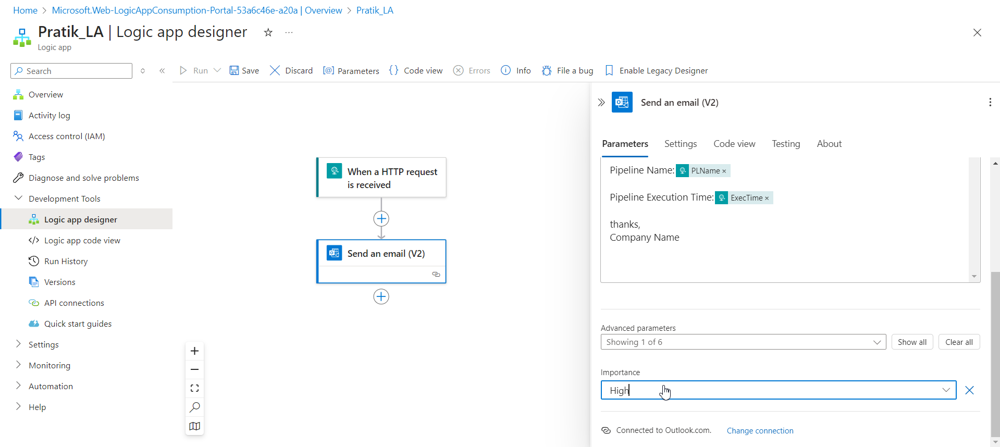 Home > Microsoft.Web-LogicAppConsumption-Portal-53a6c46e-a20a | Overview > Pratik_LA
Pratik_LA | Logic app designer ☆ ...
Logic app
Search
Run
Save
Discard
Parameters
Code view
Errors
Info
File a bug
Enable Legacy Designer
Overview
Activity log
Access control (IAM)
Tags
Diagnose and solve problems
Development Tools
Logic app designer
Logic app code view
Run History
Versions
API connections
Quick start guides
Settings
Monitoring
Automation
Help
When a HTTP request
is received
Send an email (V2)
Send an email (V2)
Parameters Settings Code view Testing About
Pipeline Name: PLName ×
Pipeline Execution Time: ExecTime ×
thanks,
Company Name
Advanced parameters
Showing 1 of 6
Show all
Clear all
Importance
High
Connected to Outlook.com. Change connection